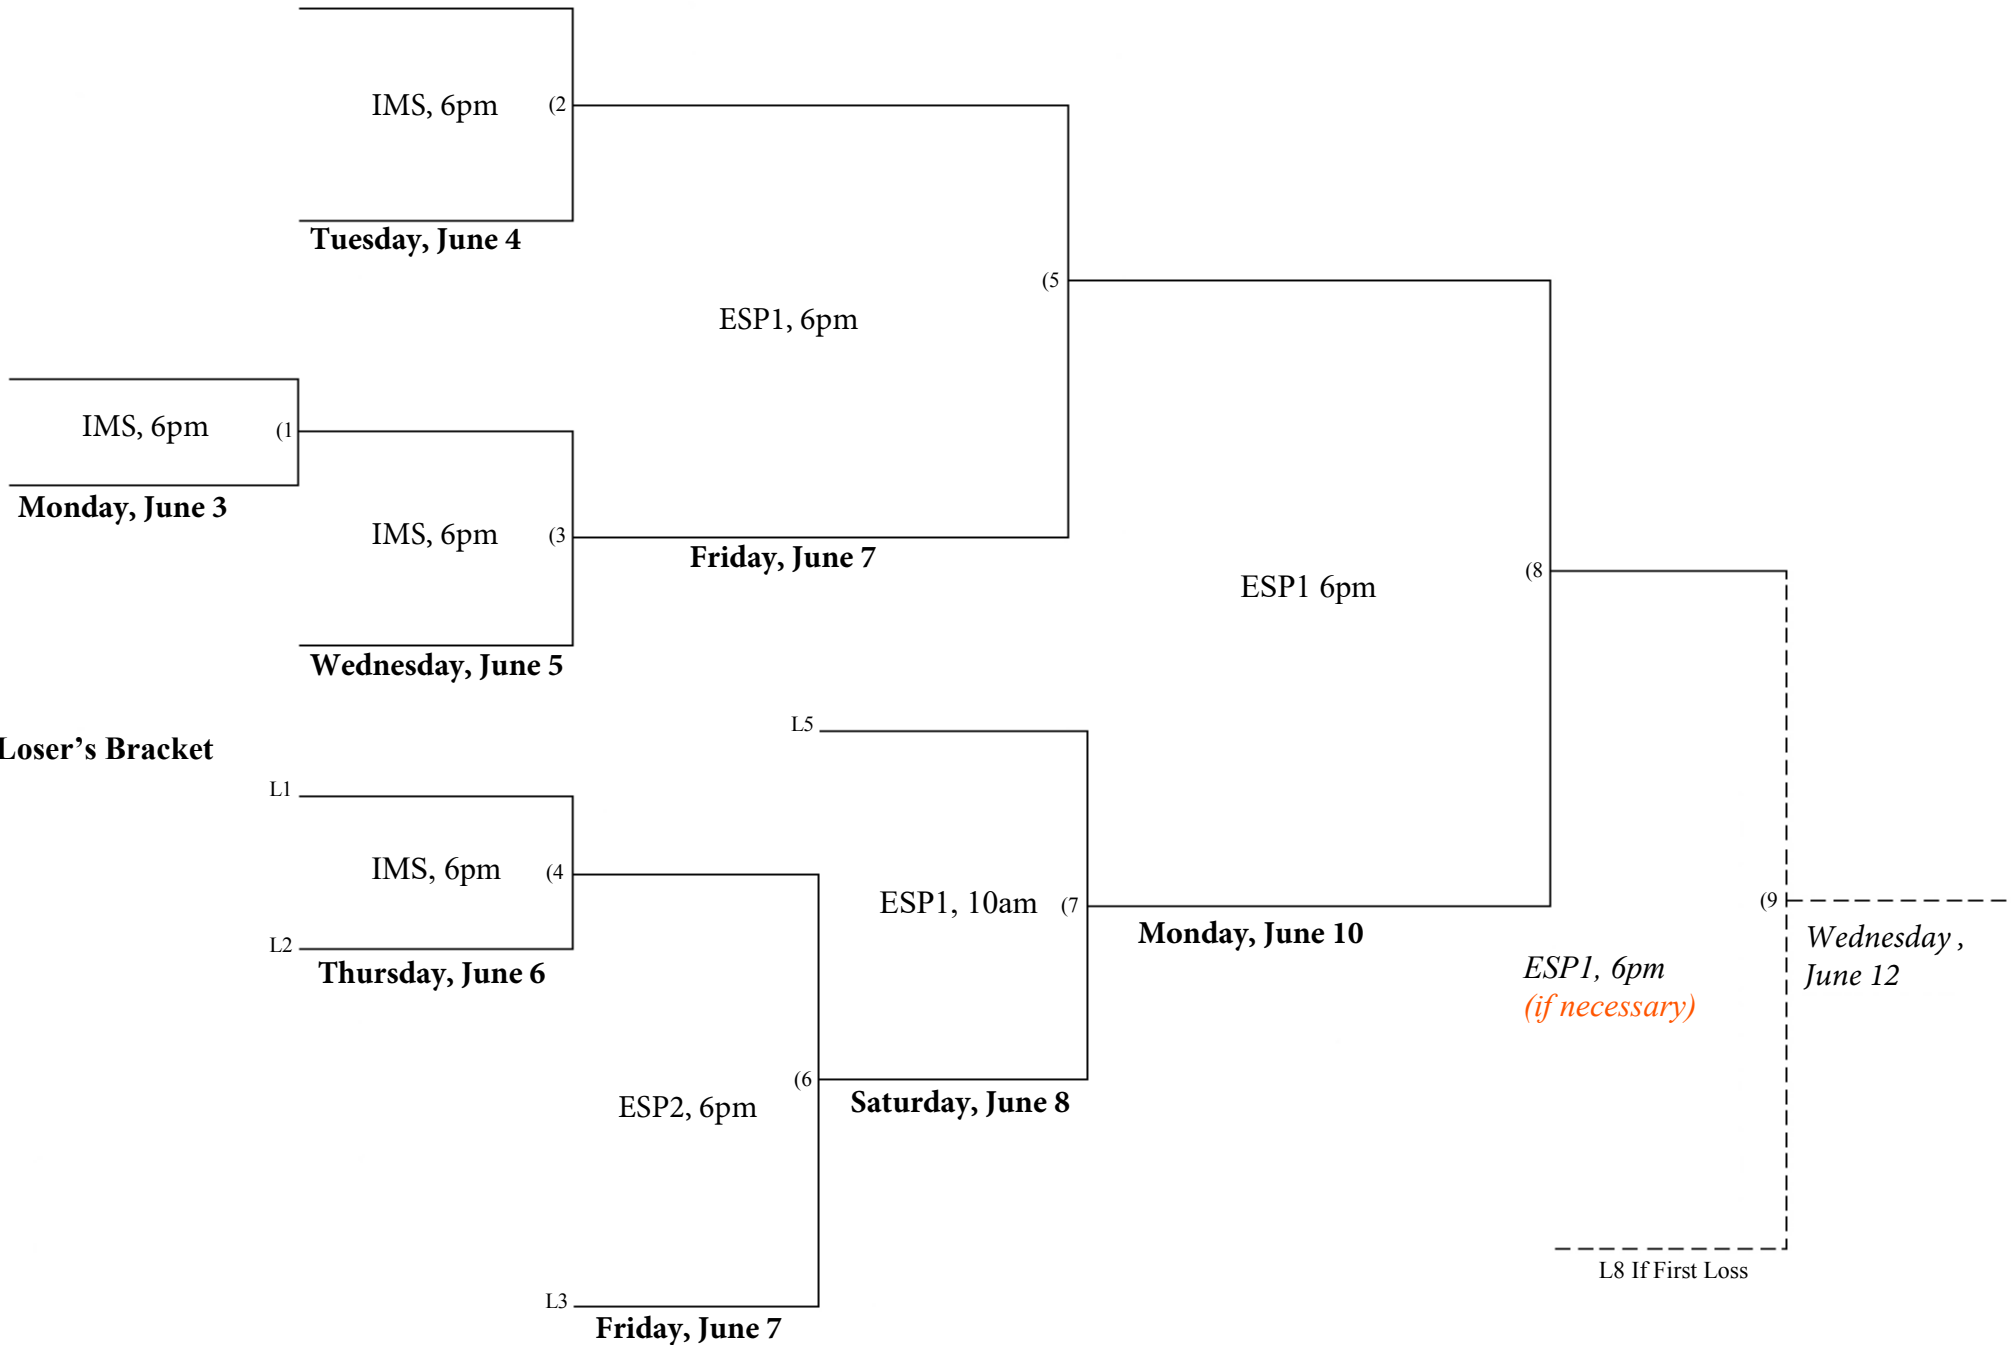 IMS, 6pm
(2
Tuesday, June 4
(5
ESP1, 6pm
IMS, 6pm
(1
Monday, June 3
IMS, 6pm
(3
Friday, June 7
(8
ESP1 6pm
Wednesday, June 5
L5
Loser's Bracket
L1
IMS, 6pm
(4
ESP1, 10am
(7
(9
Monday, June 10
Wednesday ,
June 12
L2
Thursday, June 6
ESP1, 6pm
(if necessary)
(6
ESP2, 6pm
Saturday, June 8
L8 If First Loss
L3
Friday, June 7